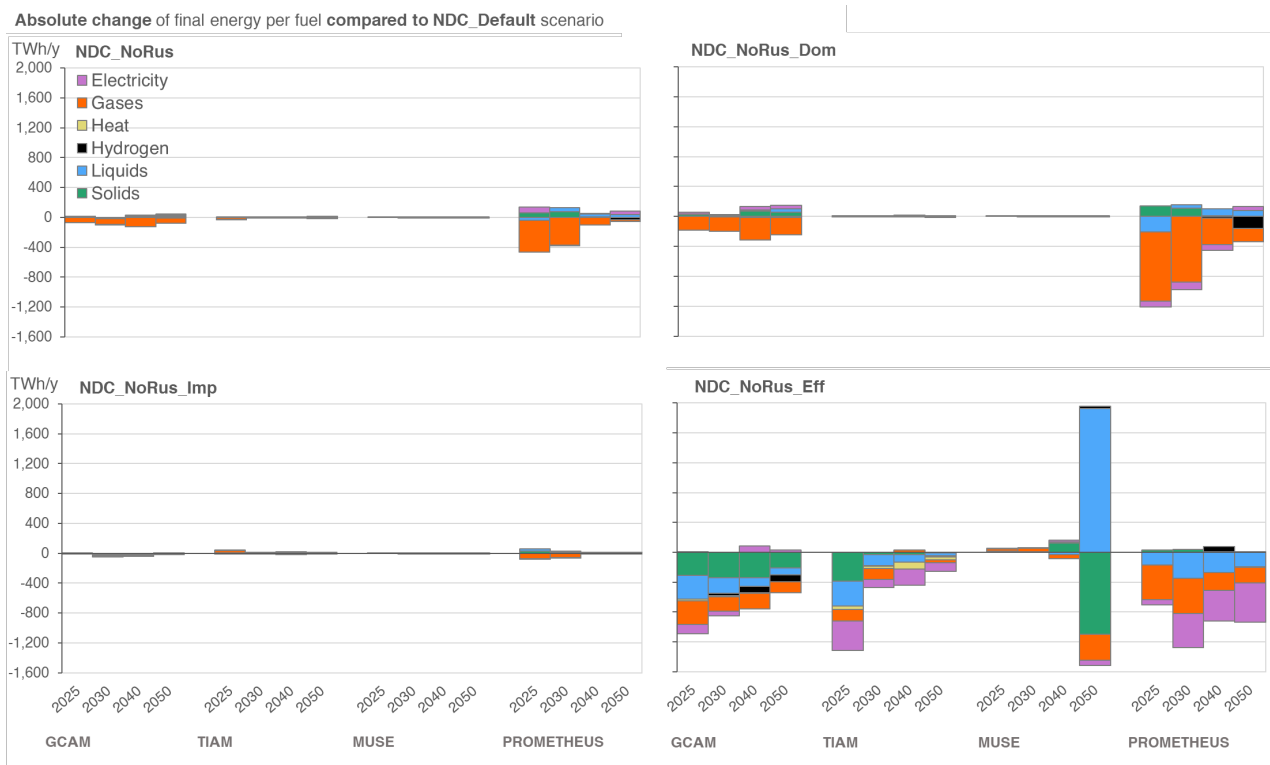 Absolute change of final energy per fuel compared to NDC_Default scenario
TWh/y
NDC_NoRus
2,000
1,600
1,200
800
400
0
-400
-800
-1,200
-1,600
Electricity
Gases
Heat
Hydrogen
Liquids
Solids
NDC_NoRus_Dom
TWh/y
NDC_NoRus_Imp
2,000
1,600
1,200
800
400
0
-400
-800
-1,200
-1,600
2025 2030 2040 2050 2025 2030 2040 2050 2025 2030 2040 2050 2025 2030 2040 2050
GCAM TIAM MUSE PROMETHEUS
NDC_NoRus_Eff
2025 2030 2040 2050 2025 2030 2040 2050 2025 2030 2040 2050 2025 2030 2040 2050
GCAM TIAM MUSE PROMETHEUS